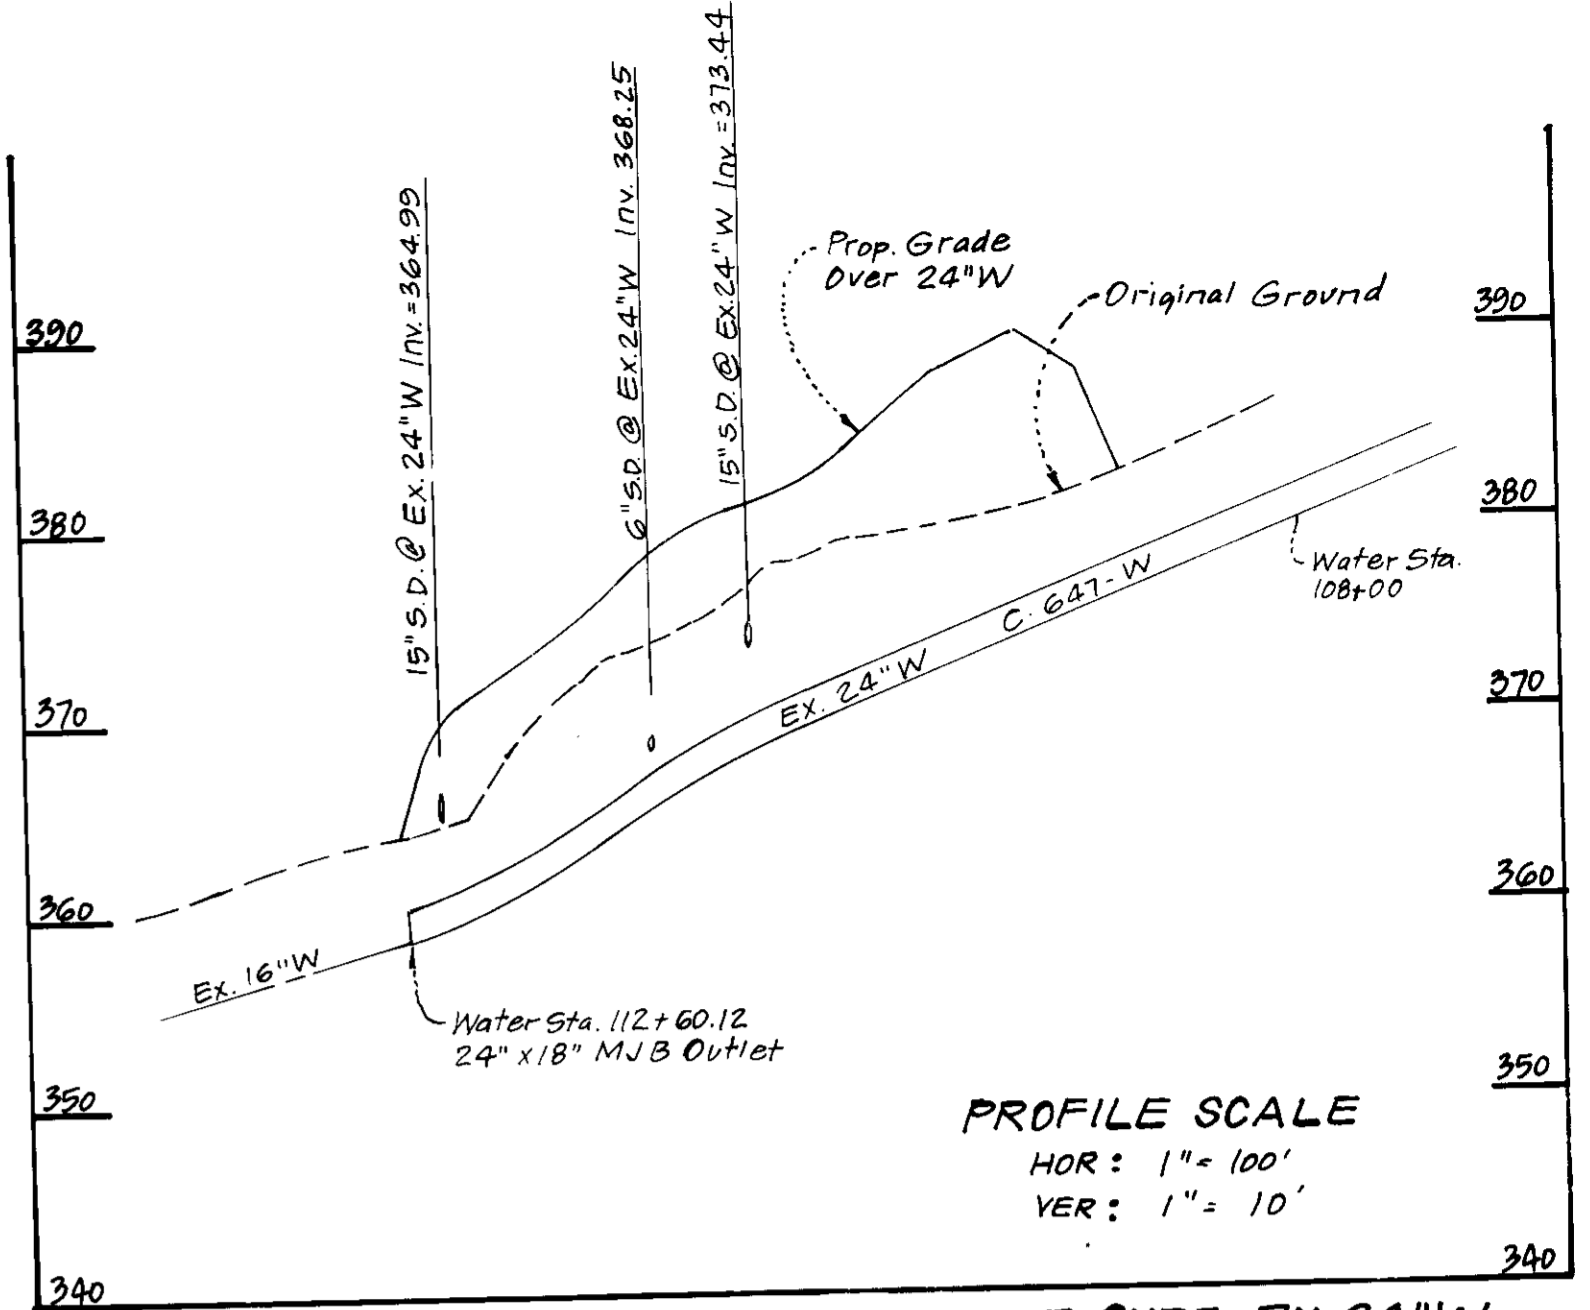 15" S.D. @ Ex. 24" W Inv. = 364.99
6" S.D. @ Ex. 24" W Inv. 368.25
15" S.D. @ Ex. 24" W Inv. = 373.44
Prop. Grade
Over 24" W
Original Ground
390
380
370
360
350
340
390
380
370
360
350
340
Water Sta.
108+00
C. 647-W
Ex. 24" W
Ex. 16" W
Water Sta. 112+60.12
24" x 18" MJB Outlet
PROFILE SCALE
HOR : 1" = 100'
VER : 1" = 10'